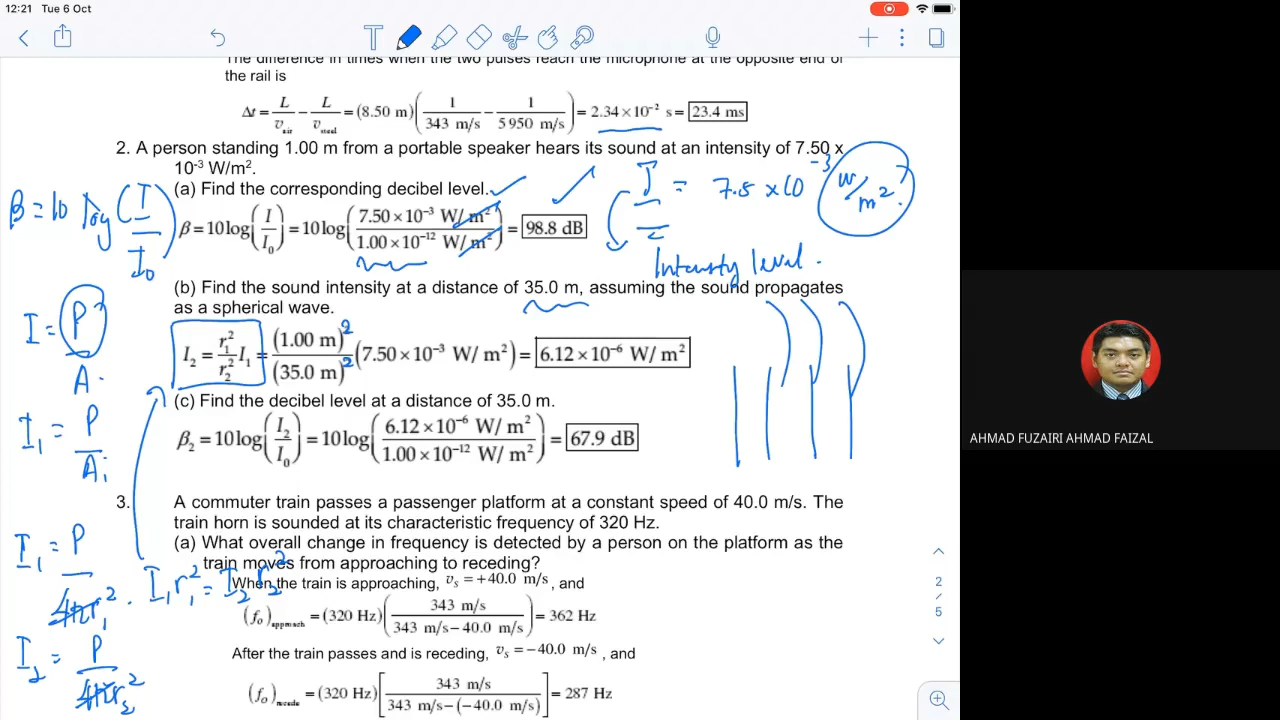 12:21 Tue 6 Oct
The difference in times when the two pulses reach the microphone at the opposite end of
the rail is
Δt = L/v_air − L/v_steel = (8.50 m)(1/343 m/s − 1/5 950 m/s) = 2.34×10⁻² s = 23.4 ms
2. A person standing 1.00 m from a portable speaker hears its sound at an intensity of 7.50 x
10⁻³ W/m².
I = 7.5 × 10⁻³ W/m²
(a) Find the corresponding decibel level.
β = 10 log(I/I₀)
β = 10log(I/I₀) = 10log(7.50×10⁻³ W/m² / 1.00×10⁻¹² W/m²) = 98.8 dB
Intensity level.
(b) Find the sound intensity at a distance of 35.0 m, assuming the sound propagates
as a spherical wave.
I = P/A
I₂ = r₁²/r₂² I₁ = (1.00 m)²/(35.0 m)² (7.50×10⁻³ W/m²) = 6.12×10⁻⁶ W/m²
(c) Find the decibel level at a distance of 35.0 m.
I₁ = P/A₁
β₂ = 10log(I₂/I₀) = 10log(6.12×10⁻⁶ W/m² / 1.00×10⁻¹² W/m²) = 67.9 dB
AHMAD FUZAIRI AHMAD FAIZAL
3. A commuter train passes a passenger platform at a constant speed of 40.0 m/s. The
train horn is sounded at its characteristic frequency of 320 Hz.
(a) What overall change in frequency is detected by a person on the platform as the
train moves from approaching to receding?
I₁ = P/4πr₁² . I₁r₁² = I₂r₂²
When the train is approaching, v_s = +40.0 m/s, and
(f_o)_approach = (320 Hz)(343 m/s / 343 m/s − 40.0 m/s) = 362 Hz
After the train passes and is receding, v_s = −40.0 m/s, and
I₂ = P/4πr₂²
(f_o)_recede = (320 Hz)[343 m/s / 343 m/s−(−40.0 m/s)] = 287 Hz
2
5